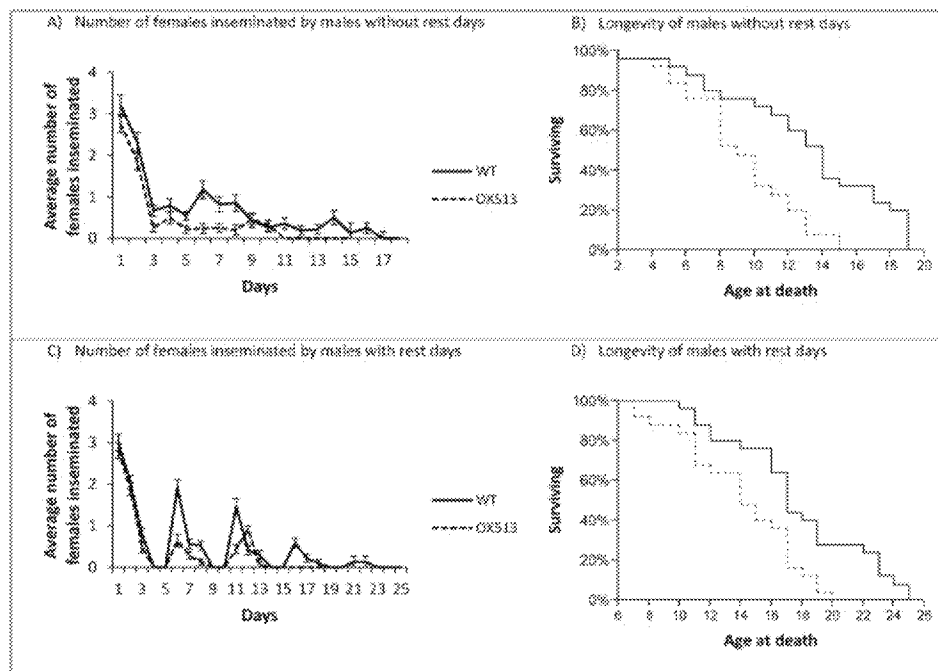 A) Number of females inseminated by males without rest days
B) Longevity of males without rest days
Average number of
females inseminated
4
3
2
1
0
1 3 5 7 9 11 13 15 17
Days
WT
OX513
Surviving
100%
80%
60%
40%
20%
0%
2 4 6 8 10 12 14 16 18 20
Age at death
C) Number of females inseminated by males with rest days
D) Longevity of males with rest days
Average number of
females inseminated
4
3
2
1
0
1 3 5 7 9 11 13 15 17 19 21 23 25
Days
WT
OX513
Surviving
100%
80%
60%
40%
20%
0%
6 8 10 12 14 16 18 20 22 24 26
Age at death